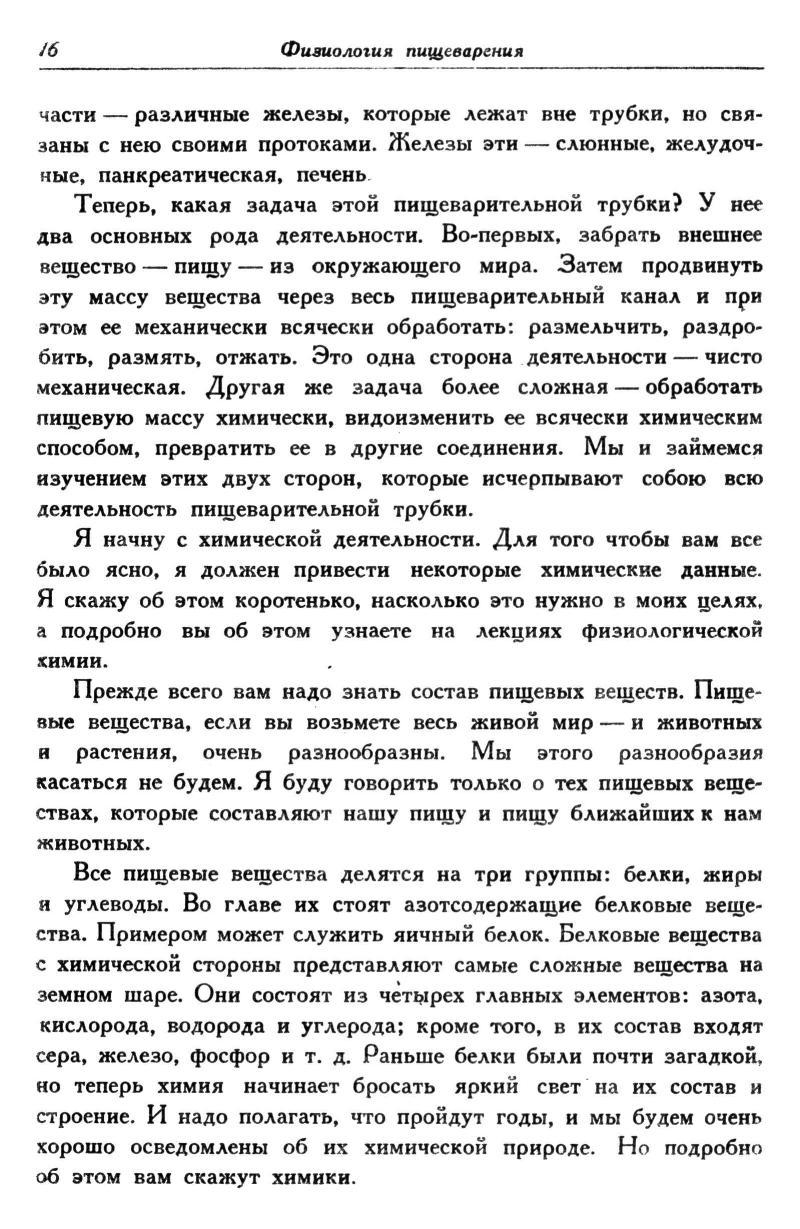 16 Физиология пищеварения
части — различные железы, которые лежат вне трубки, но свя-
заны с нею своими протоками. Железы эти — слюнные, желудоч-
ные, панкреатическая, печень.
Теперь, какая задача этой пищеварительной трубки? У нее
два основных рода деятельности. Во-первых, забрать внешнее
вещество — пищу — из окружающего мира. Затем продвинуть
эту массу вещества через весь пищеварительный канал и при
этом ее механически всячески обработать: размельчить, раздро-
бить, размять, отжать. Это одна сторона деятельности — чисто
механическая. Другая же задача более сложная — обработать
пищевую массу химически, видоизменить ее всячески химическим
способом, превратить ее в другие соединения. Мы и займемся
изучением этих двух сторон, которые исчерпывают собою всю
деятельность пищеварительной трубки.
Я начну с химической деятельности. Для того чтобы вам все
было ясно, я должен привести некоторые химические данные.
Я скажу об этом коротенько, насколько это нужно в моих целях,
а подробно вы об этом узнаете на лекциях физиологической
химии.
Прежде всего вам надо знать состав пищевых веществ. Пище-
вые вещества, если вы возьмете весь живой мир — и животных
и растения, очень разнообразны. Мы этого разнообразия
касаться не будем. Я буду говорить только о тех пищевых веще-
ствах, которые составляют нашу пищу и пищу ближайших к нам
животных.
Все пищевые вещества делятся на три группы: белки, жиры
и углеводы. Во главе их стоят азотсодержащие белковые веще-
ства. Примером может служить яичный белок. Белковые вещества
с химической стороны представляют самые сложные вещества на
земном шаре. Они состоят из четырех главных элементов: азота,
кислорода, водорода и углерода; кроме того, в их состав входят
сера, железо, фосфор и т. д. Раньше белки были почти загадкой,
но теперь химия начинает бросать яркий свет на их состав и
строение. И надо полагать, что пройдут годы, и мы будем очень
хорошо осведомлены об их химической природе. Но подробно
об этом вам скажут химики.